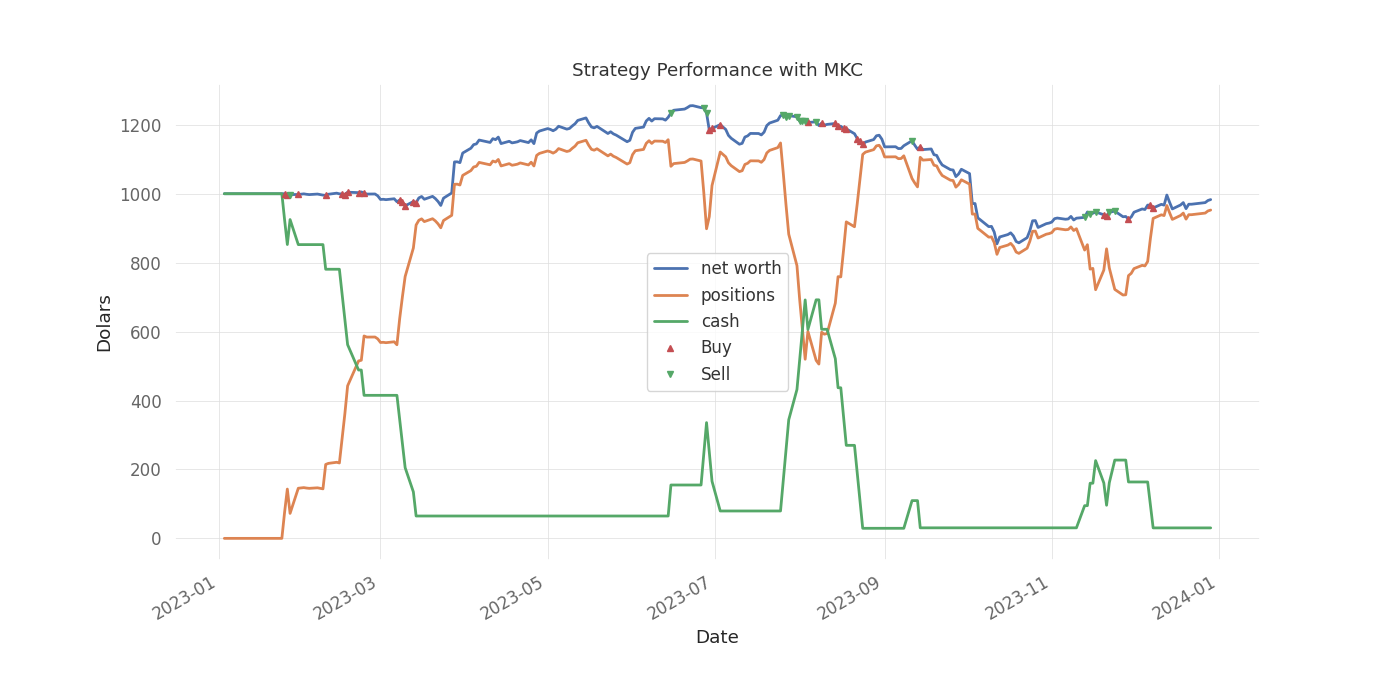 Strategy Performance with MKC
Dolars
1200
1000
800
600
400
200
0
net worth
positions
cash
Buy
Sell
2023-01
2023-03
2023-05
2023-07
2023-09
2023-11
2024-01
Date